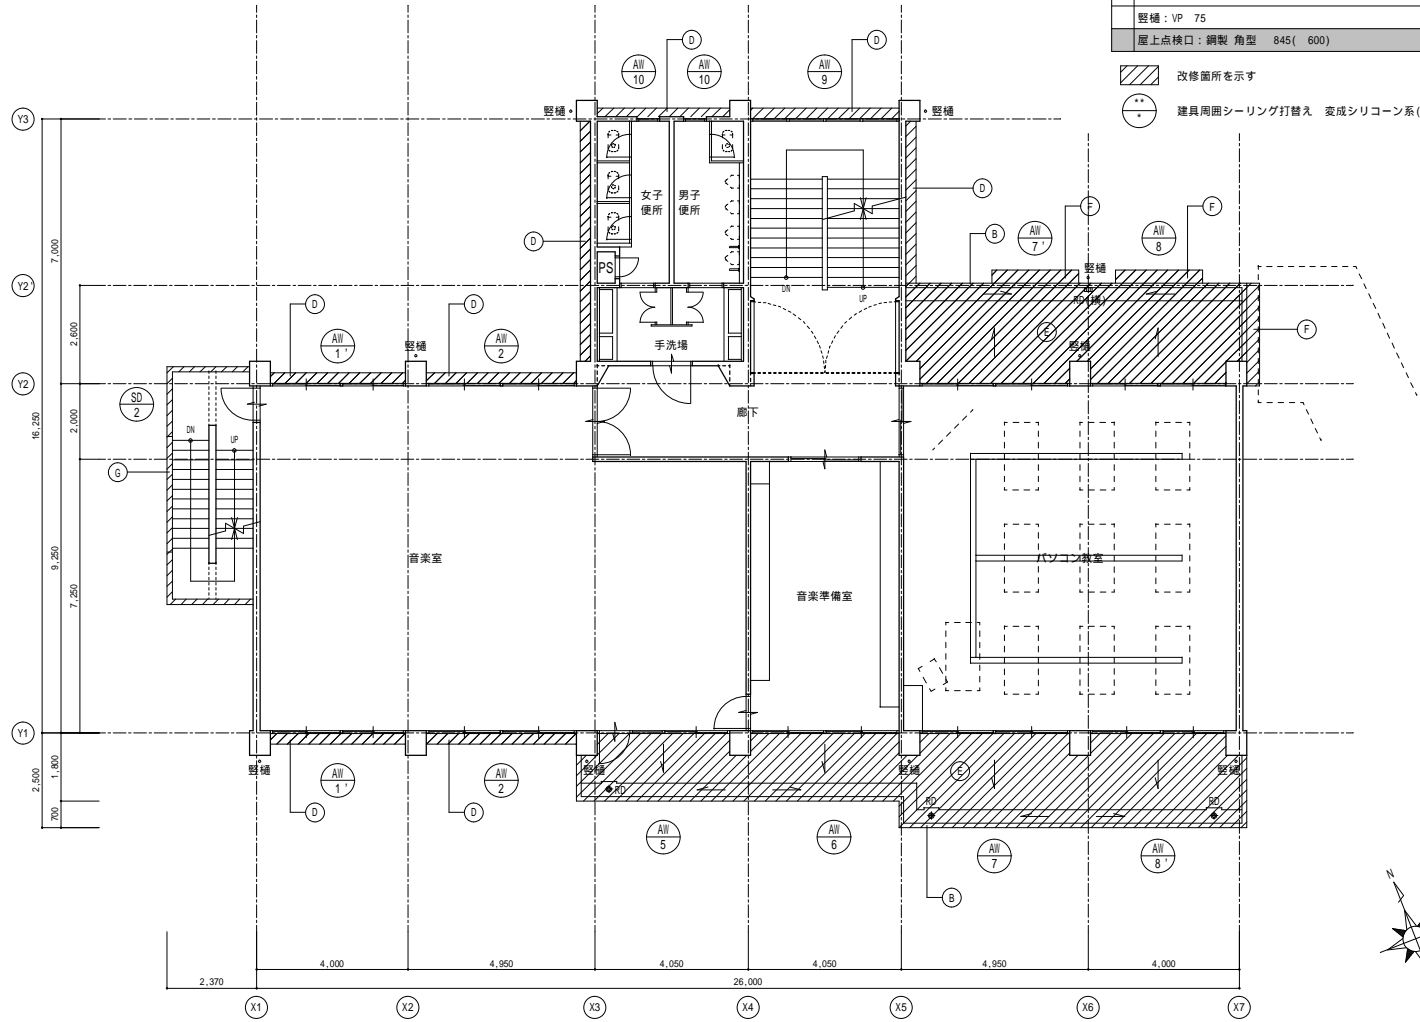 竪樋：VP　75
屋上点検口：鋼製 角型　845(　600)
改修箇所を示す
**
*
建具周囲シーリング打替え　変成シリコーン系(
D
D
AW
10
AW
10
AW
9
Y3
竪樋
竪樋
女子
便所
男子
便所
D
D
F
F
B
AW
7 '
AW
8
7,000
PS
竪樋
Y2'
DN
UP
RD(横)
D
D
E
F
AW
1 '
竪樋
AW
2
手洗場
竪樋
2,600
Y2
SD
2
廊下
16,250
2,000
DN
UP
G
音楽室
パソコン教室
9,250
7,250
音楽準備室
Y1
竪樋
AW
1 '
AW
2
竪樋
竪樋
E
竪樋
2,500
1,800
700
D
D
RD
RD
RD
AW
5
AW
6
AW
7
AW
8 '
B
N
4,000
4,950
4,050
4,050
4,950
4,000
2,370
26,000
X1
X2
X3
X4
X5
X6
X7